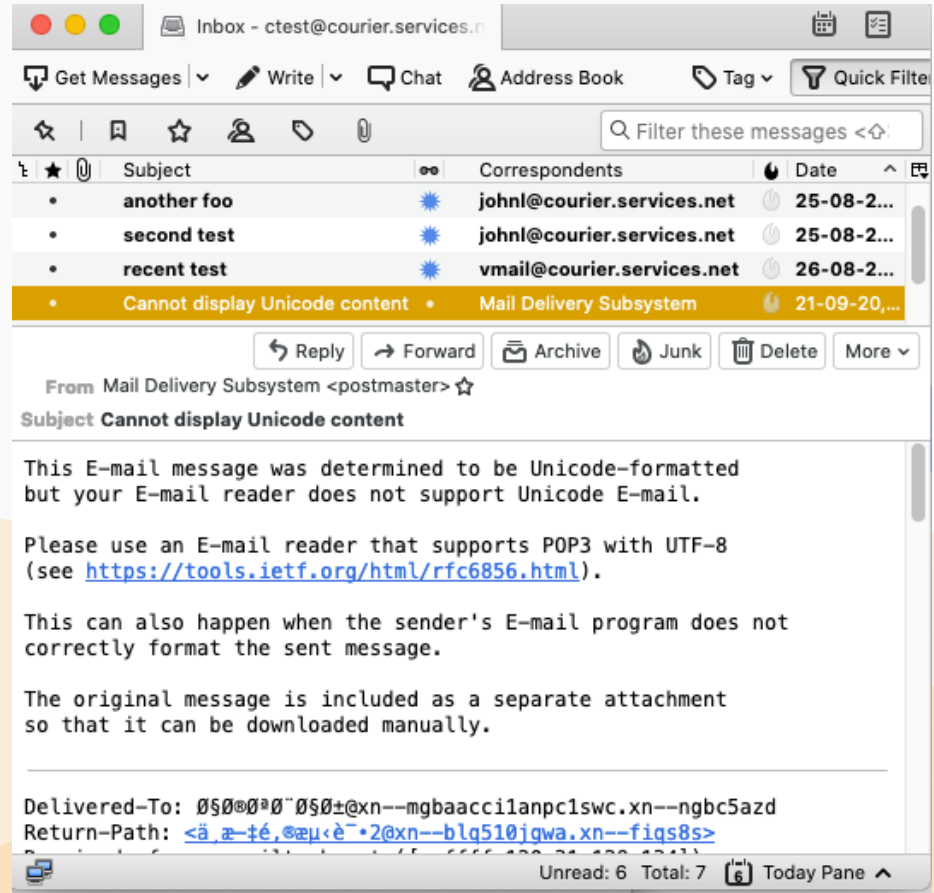 Inbox - ctest@courier.services.n
Get Messages Write Chat Address Book Tag Quick Filte
Filter these messages <⇧⌘
Subject Correspondents Date
another foo johnl@courier.services.net 25-08-2...
second test johnl@courier.services.net 25-08-2...
recent test vmail@courier.services.net 26-08-2...
Cannot display Unicode content Mail Delivery Subsystem 21-09-20,...
Reply Forward Archive Junk Delete More
From Mail Delivery Subsystem <postmaster>
Subject Cannot display Unicode content
This E-mail message was determined to be Unicode-formatted
but your E-mail reader does not support Unicode E-mail.
Please use an E-mail reader that supports POP3 with UTF-8
(see https://tools.ietf.org/html/rfc6856.html).
This can also happen when the sender's E-mail program does not
correctly format the sent message.
The original message is included as a separate attachment
so that it can be downloaded manually.
Delivered-To: Ø§Ø®ØªØ¨Ø§Ø±@xn--mgbaacci1anpc1swc.xn--ngbc5azd
Return-Path: <ä¸­æ–‡é‚®æµ‹è¯•2@xn--blq510jgwa.xn--fiqs8s>
Unread: 6 Total: 7 6 Today Pane